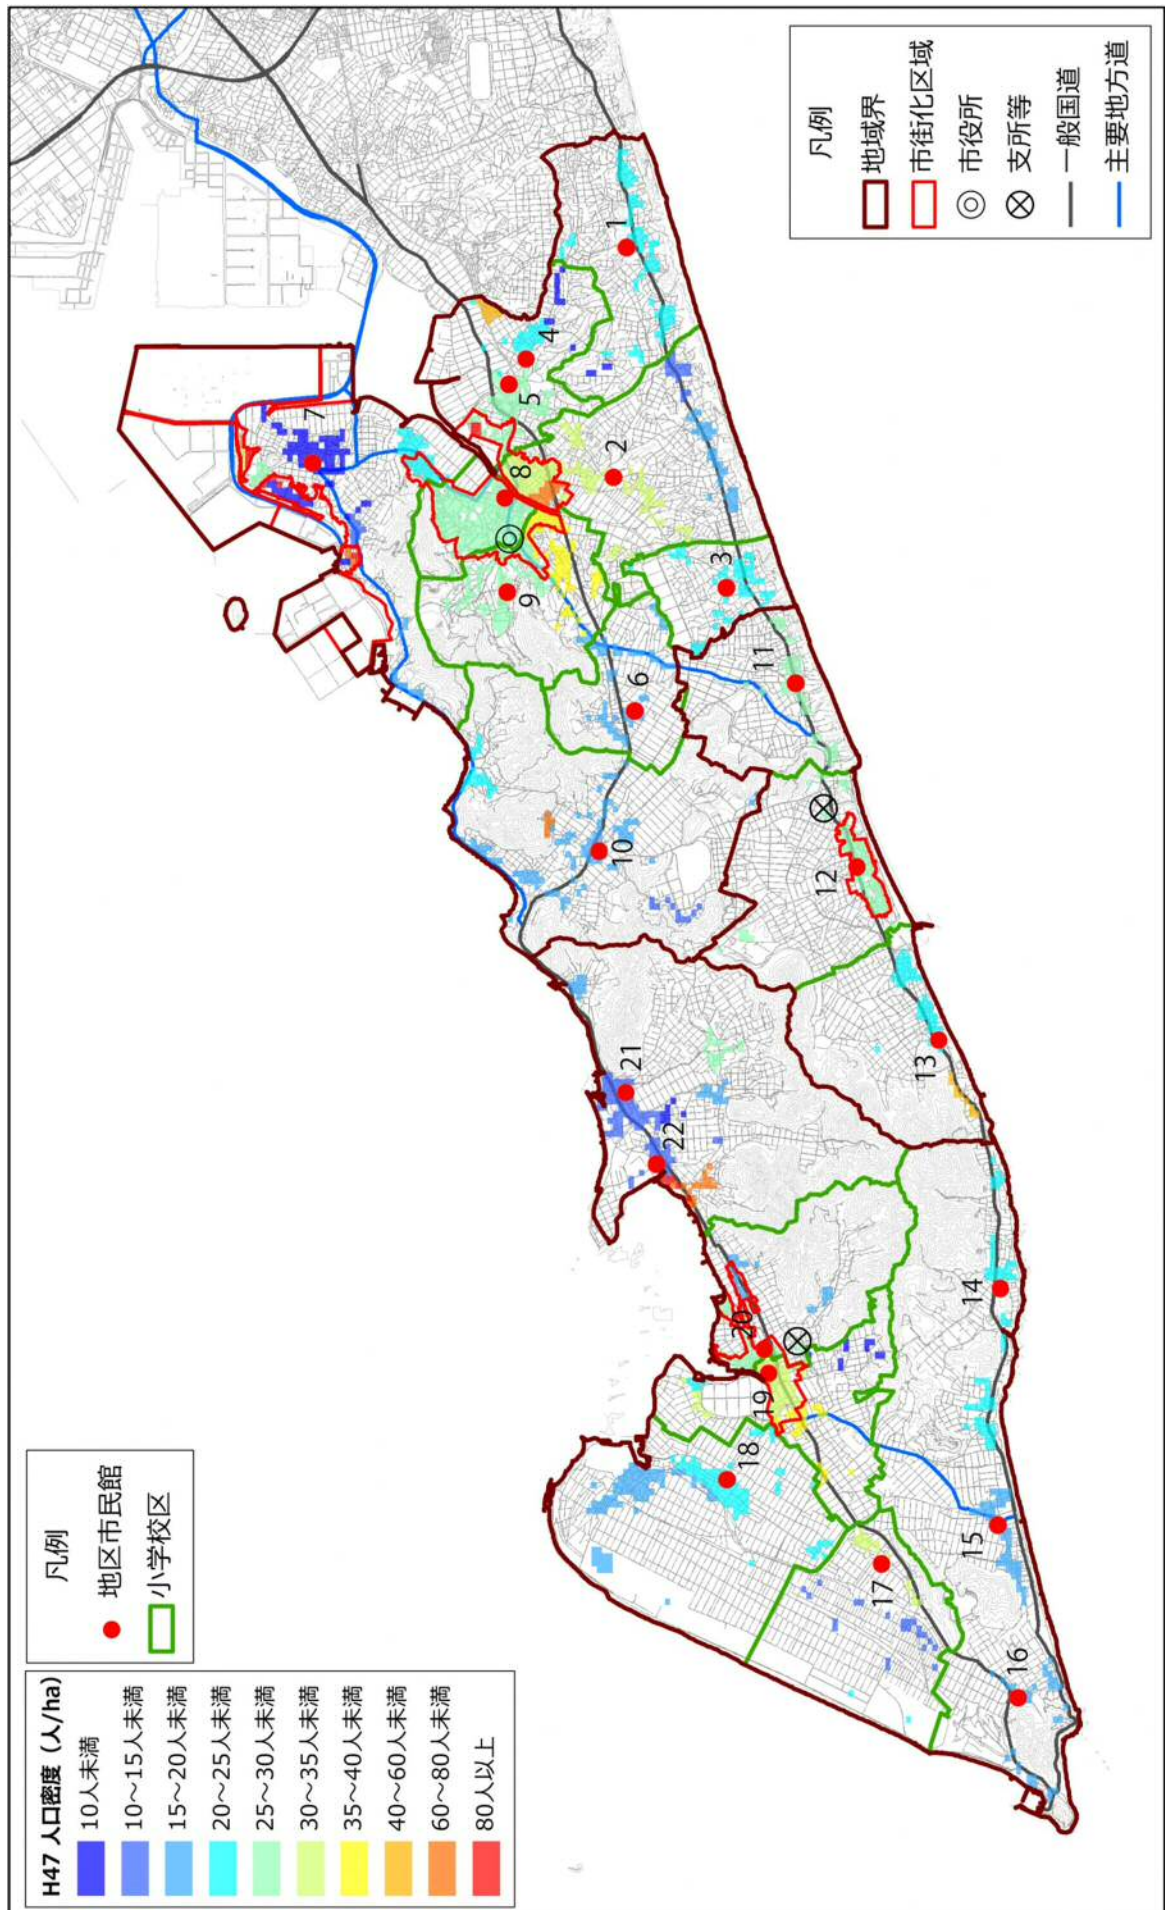 凡例
地区市民館
小学校区
H47 人口密度（人/ha）
10人未満
10～15人未満
15～20人未満
20～25人未満
25～30人未満
30～35人未満
35～40人未満
40～60人未満
60～80人未満
80人以上
凡例
地域界
市街化区域
市役所
支所等
一般国道
主要地方道
1
2
3
4
5
6
7
8
9
10
11
12
13
14
15
16
17
18
19
20
21
22